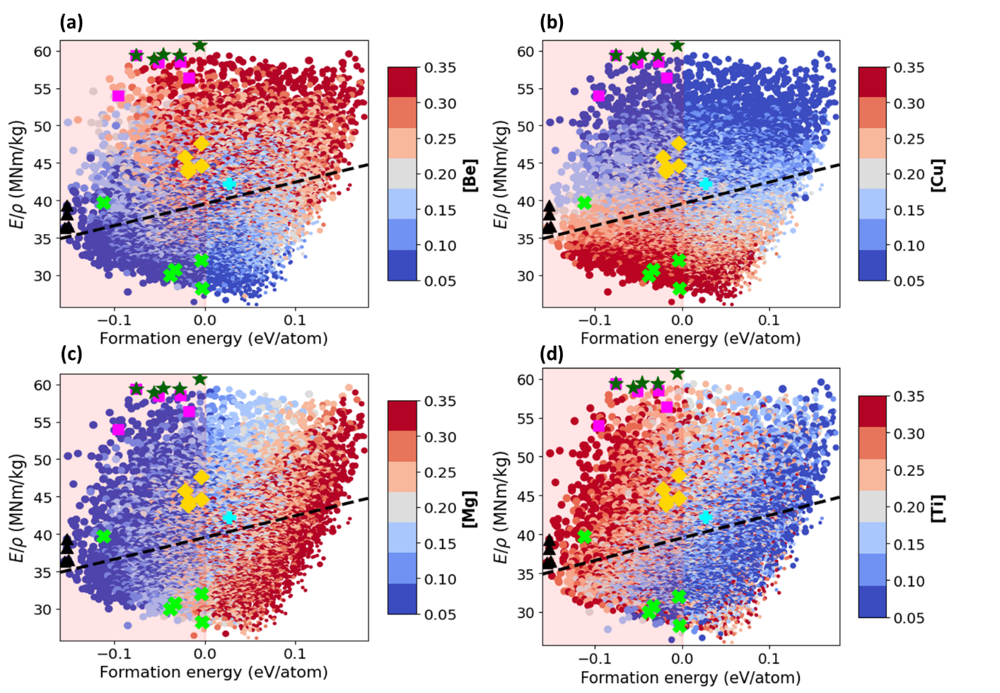 (a)
60
55
50
45
40
35
30
E/ρ (MNm/kg)
−0.1 0.0 0.1
Formation energy (eV/atom)
0.35
0.30
0.25
0.20
0.15
0.10
0.05
[Be]
(b)
60
55
50
45
40
35
30
E/ρ (MNm/kg)
−0.1 0.0 0.1
Formation energy (eV/atom)
0.35
0.30
0.25
0.20
0.15
0.10
0.05
[Cu]
(c)
60
55
50
45
40
35
30
E/ρ (MNm/kg)
−0.1 0.0 0.1
Formation energy (eV/atom)
0.35
0.30
0.25
0.20
0.15
0.10
0.05
[Mg]
(d)
60
55
50
45
40
35
30
E/ρ (MNm/kg)
−0.1 0.0 0.1
Formation energy (eV/atom)
0.35
0.30
0.25
0.20
0.15
0.10
0.05
[Ti]